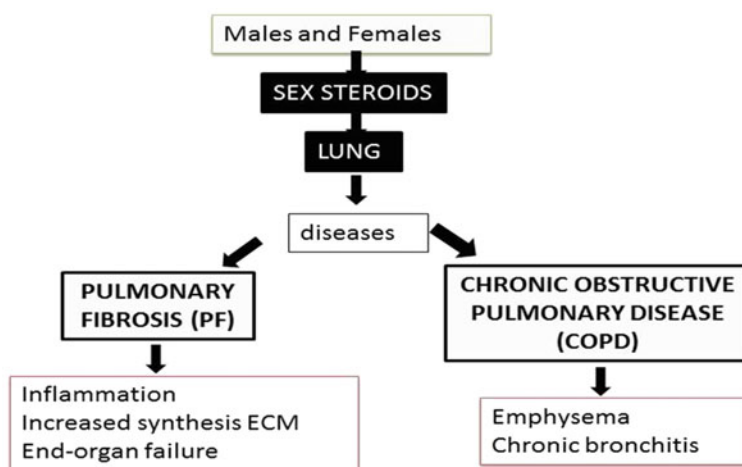 Males and Females
SEX STEROIDS
LUNG
diseases
PULMONARY
FIBROSIS (PF)
CHRONIC OBSTRUCTIVE
PULMONARY DISEASE
(COPD)
Inflammation
Increased synthesis ECM
End-organ failure
Emphysema
Chronic bronchitis